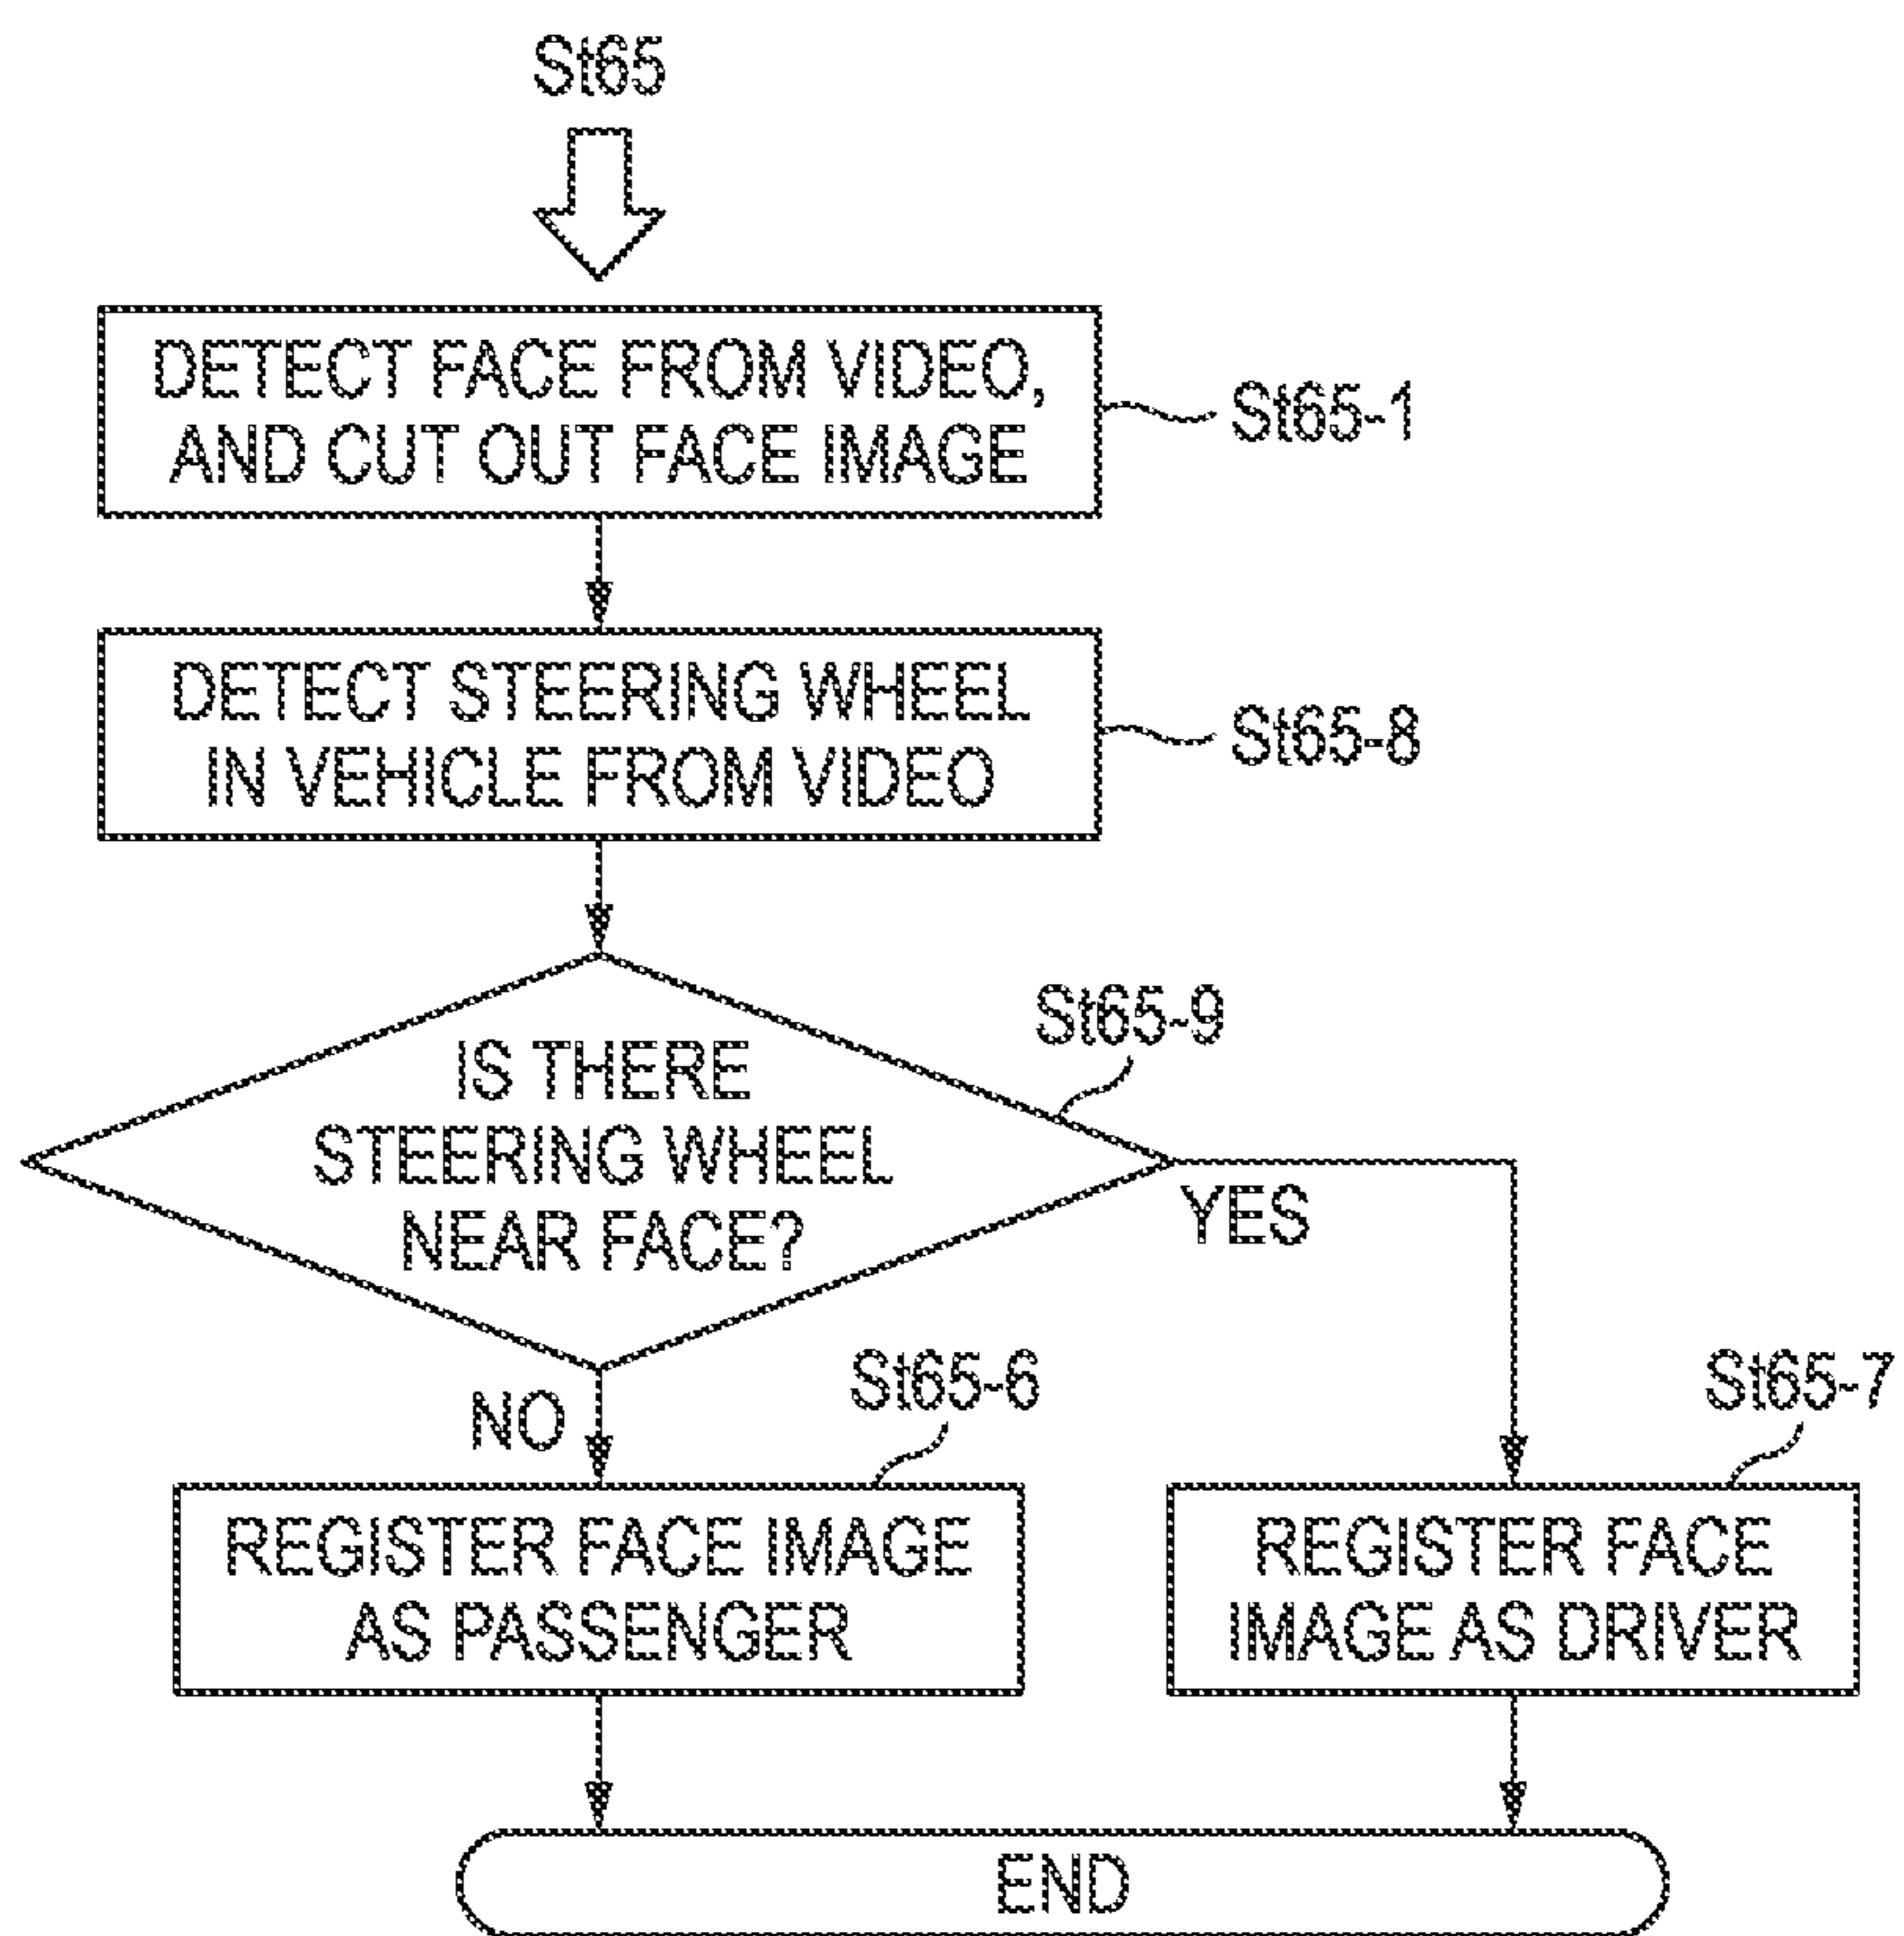 St65
DETECT FACE FROM VIDEO,
AND CUT OUT FACE IMAGE
St65-1
DETECT STEERING WHEEL
IN VEHICLE FROM VIDEO
St65-8
IS THERE
STEERING WHEEL
NEAR FACE?
St65-9
YES
NO
St65-6
REGISTER FACE IMAGE
AS PASSENGER
St65-7
REGISTER FACE
IMAGE AS DRIVER
END